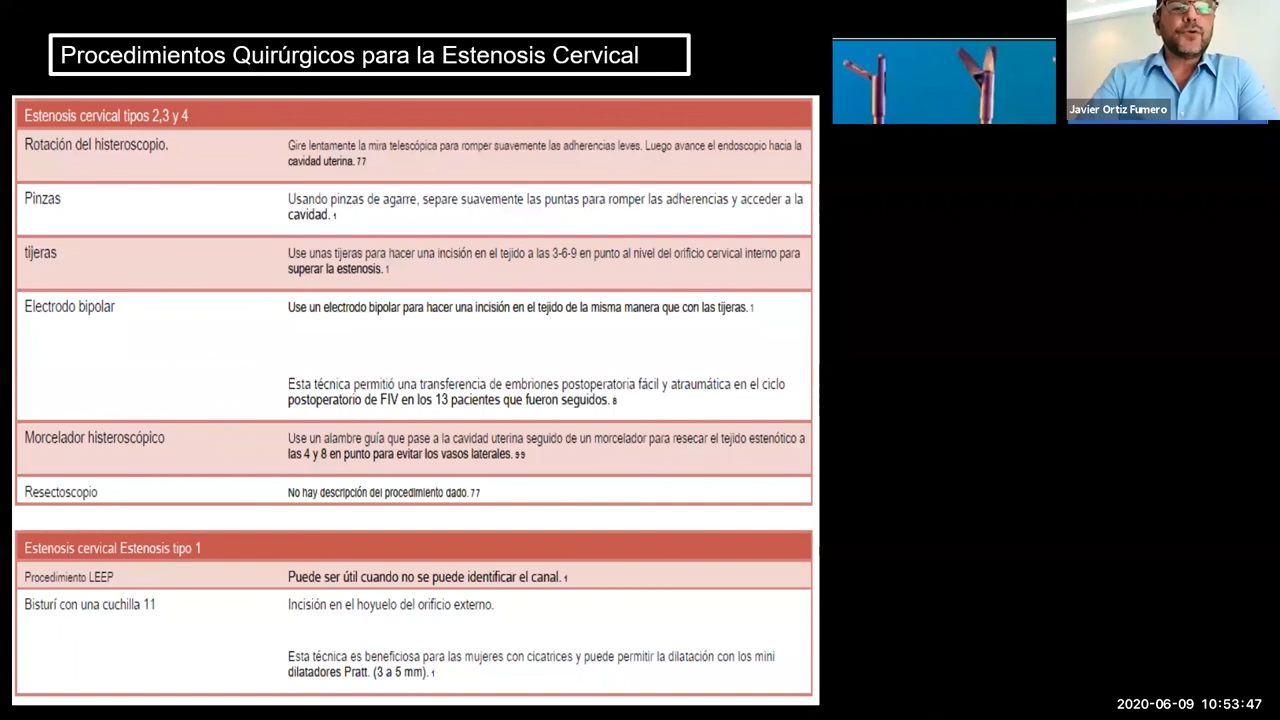 Procedimientos Quirúrgicos para la Estenosis Cervical
Javier Ortiz Fumero
Estenosis cervical tipos 2,3 y 4
Rotación del histeroscopio.
Gire lentamente la mira telescópica para romper suavemente las adherencias leves. Luego avance el endoscopio hacia la
cavidad uterina. 77
Pinzas
Usando pinzas de agarre, separe suavemente las puntas para romper las adherencias y acceder a la
cavidad. 1
tijeras
Use unas tijeras para hacer una incisión en el tejido a las 3-6-9 en punto al nivel del orificio cervical interno para
superar la estenosis. 1
Electrodo bipolar
Use un electrodo bipolar para hacer una incisión en el tejido de la misma manera que con las tijeras. 1
Esta técnica permitió una transferencia de embriones postoperatoria fácil y atraumática en el ciclo
postoperatorio de FIV en los 13 pacientes que fueron seguidos. 8
Morcelador histeroscópico
Use un alambre guía que pase a la cavidad uterina seguido de un morcelador para resecar el tejido estenótico a
las 4 y 8 en punto para evitar los vasos laterales. 99
Resectoscopio
No hay descripción del procedimiento dado. 77
Estenosis cervical Estenosis tipo 1
Procedimiento LEEP
Puede ser útil cuando no se puede identificar el canal. 1
Bisturí con una cuchilla 11
Incisión en el hoyuelo del orificio externo.
Esta técnica es beneficiosa para las mujeres con cicatrices y puede permitir la dilatación con los mini
dilatadores Pratt. (3 a 5 mm). 1
2020-06-09 10:53:47